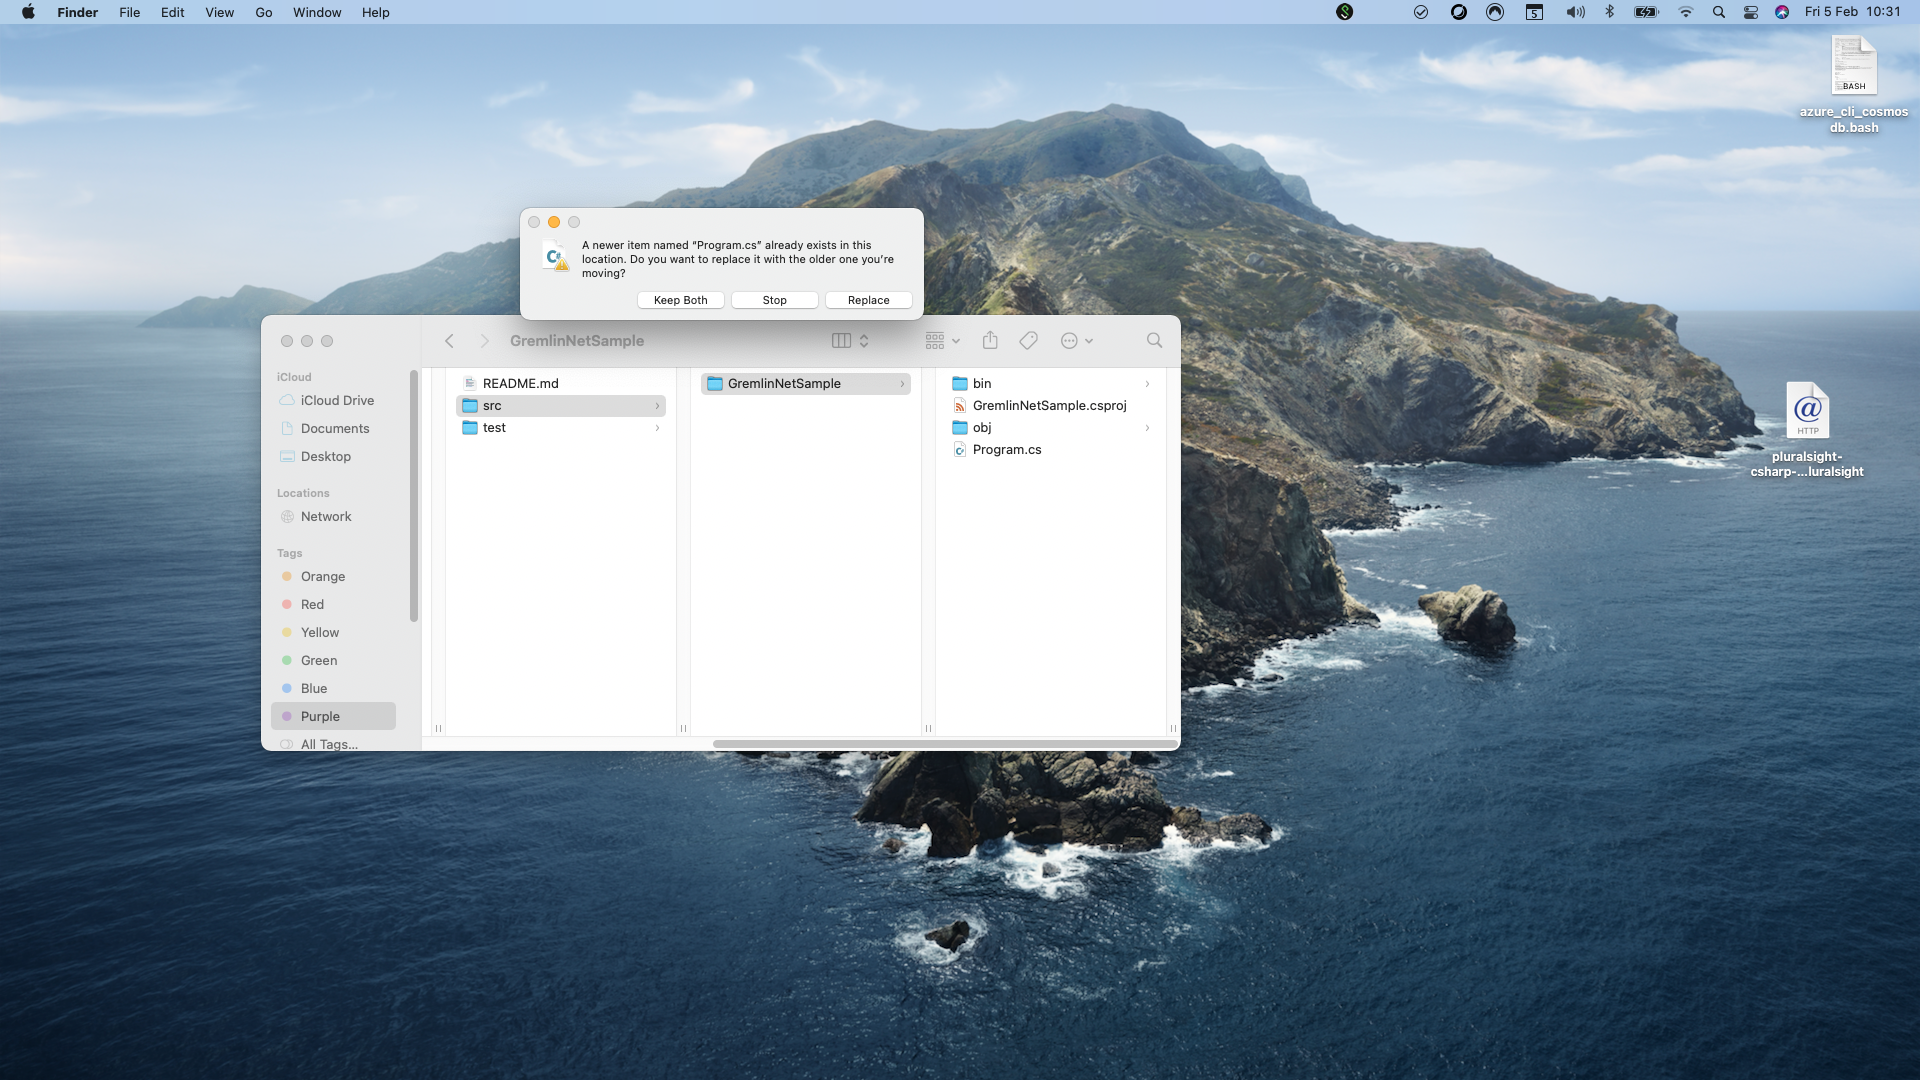 Finder File Edit View Go Window Help
5 Fri 5 Feb 10:31
BASH
azure_cli_cosmos
db.bash
A newer item named “Program.cs” already exists in this
location. Do you want to replace it with the older one you’re
moving?
Keep Both Stop Replace
GremlinNetSample
iCloud
iCloud Drive
Documents
Desktop
Locations
Network
Tags
Orange
Red
Yellow
Green
Blue
Purple
All Tags...
README.md
src
test
GremlinNetSample
bin
GremlinNetSample.csproj
obj
Program.cs
HTTP
pluralsight-
csharp-...luralsight